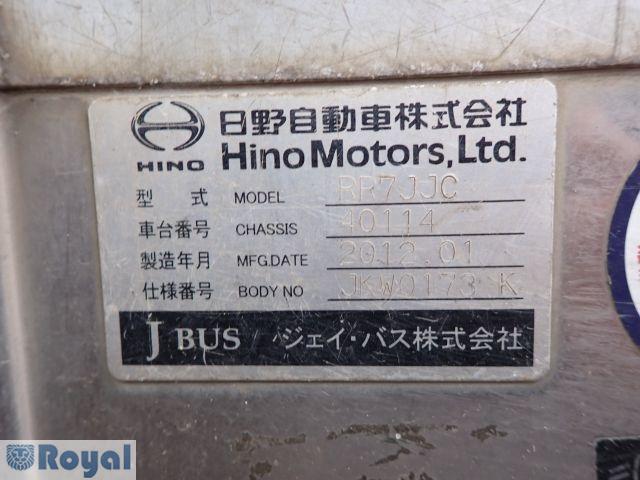 日野自動車株式会社
HINO Hino Motors, Ltd.
型 式 MODEL RR7JJC
車台番号 CHASSIS 40114
製造年月 MFG.DATE 2012.01
仕様番号 BODY NO JKW0173 K
J BUS ジェイ・バス株式会社
Royal